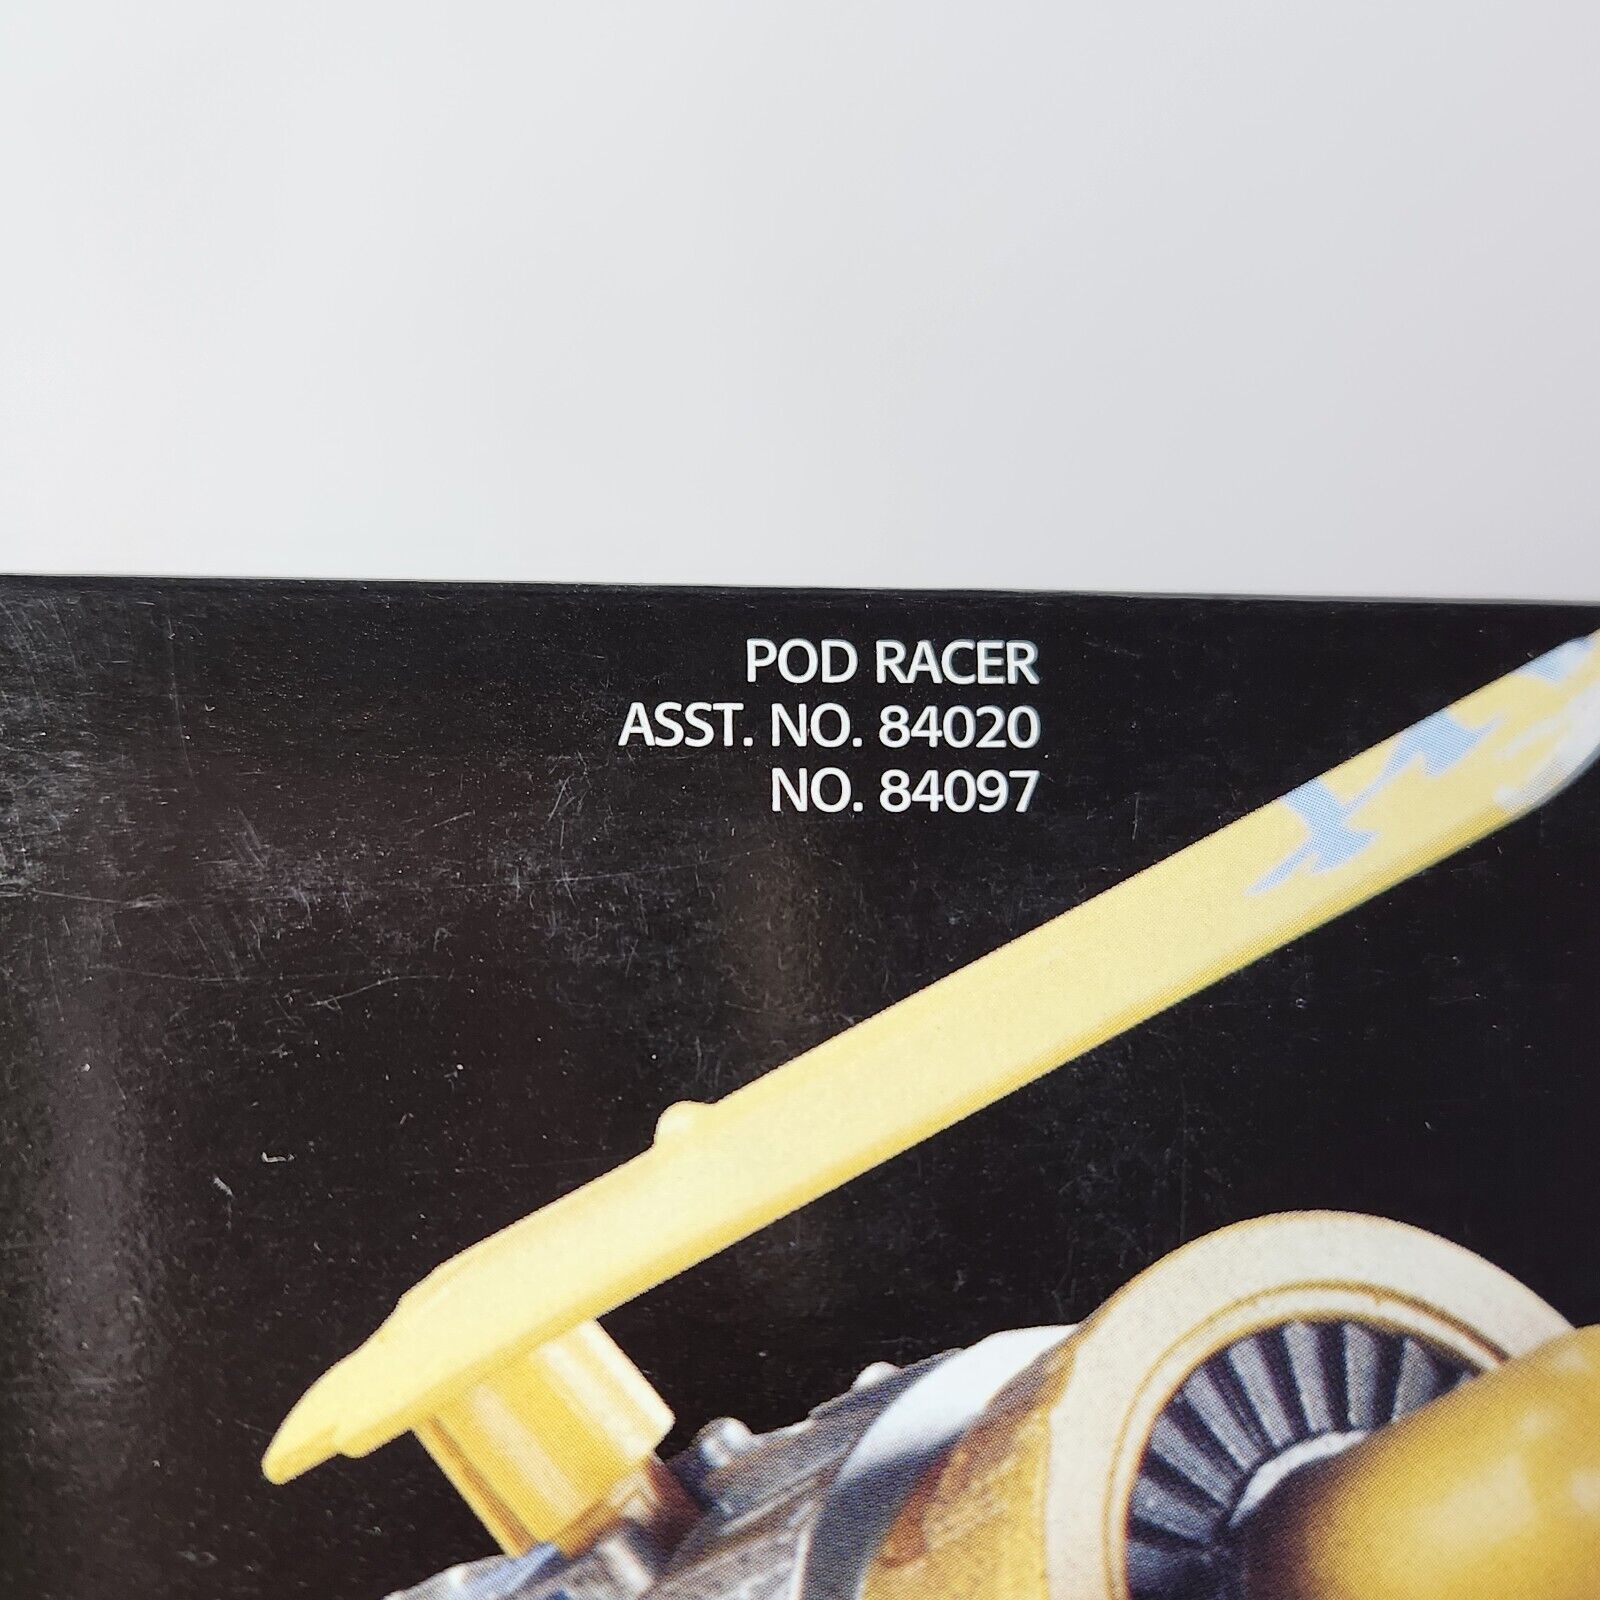 POD RACER
ASST. NO. 84020
NO. 84097